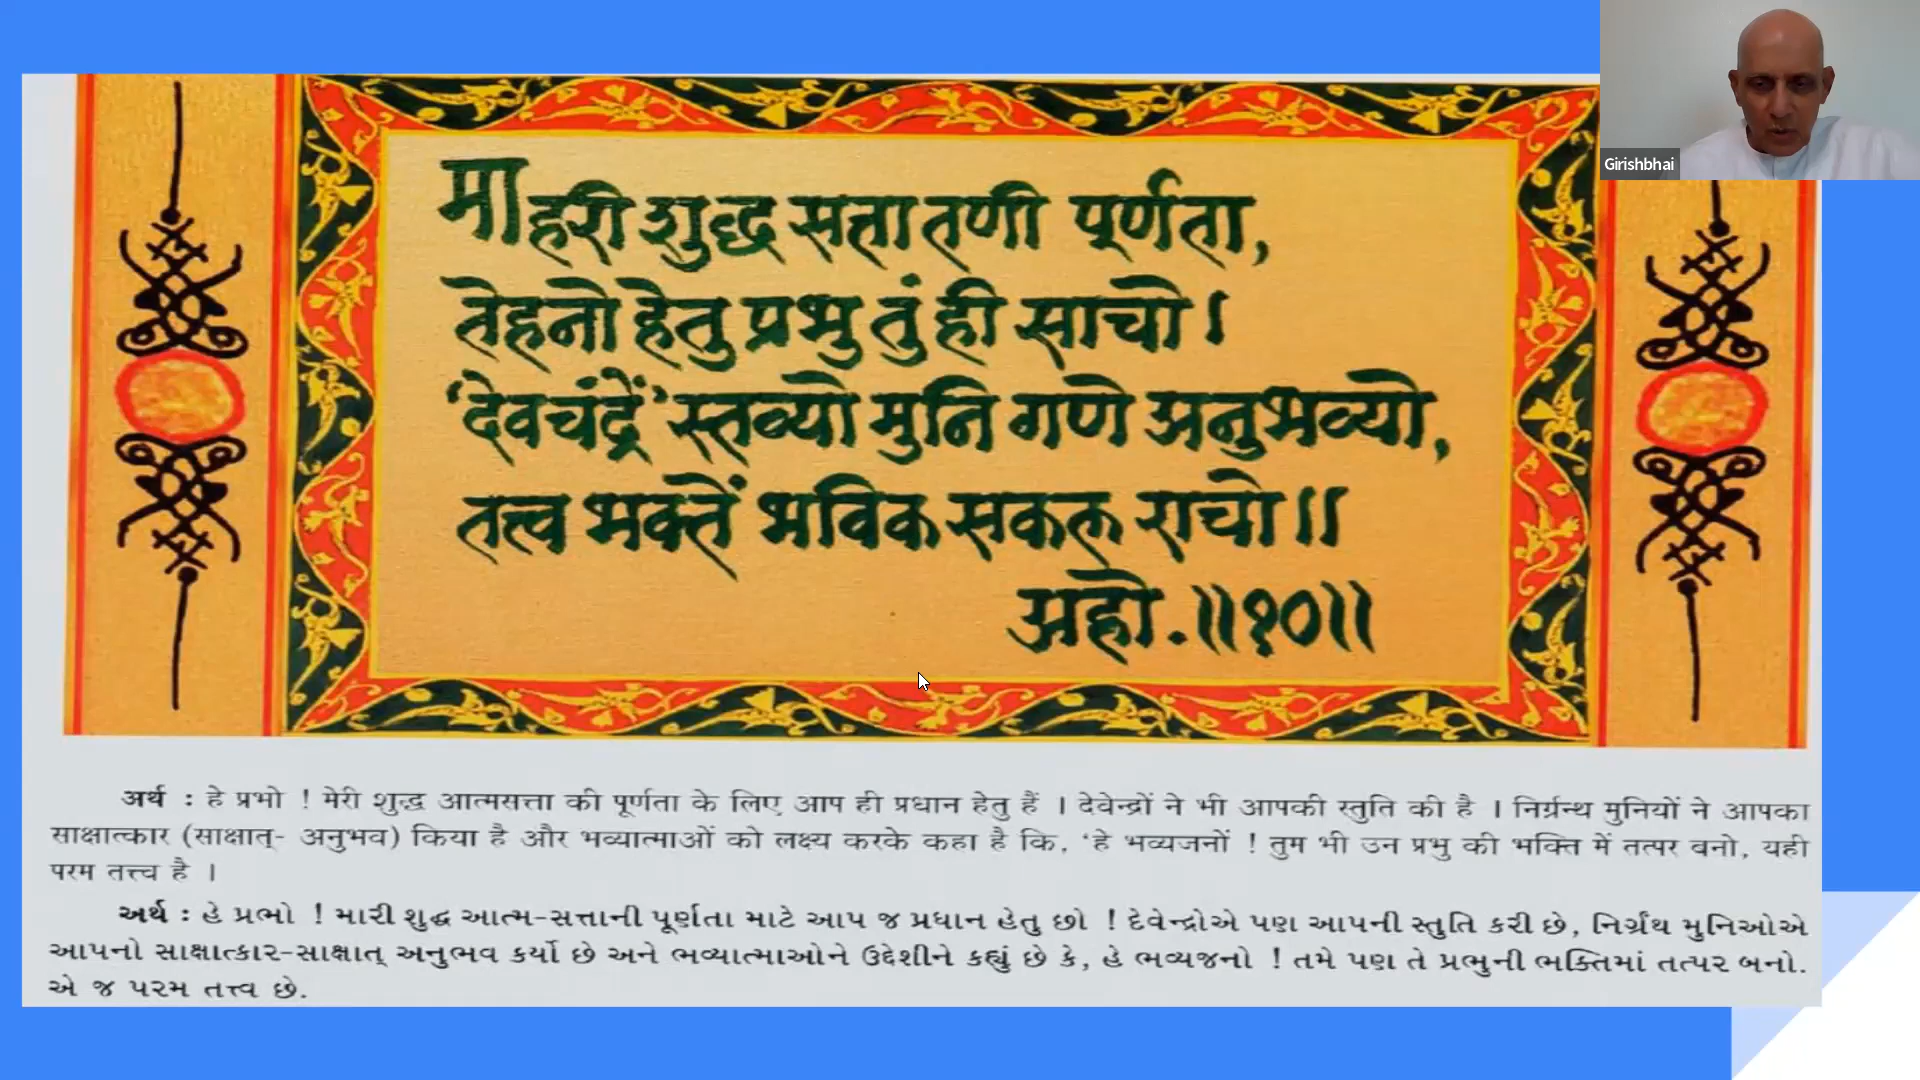 Girishbhai
माहरी शुद्ध सत्ता तणी पूर्णता,
तेहनो हेतु प्रभु तुं ही साचो ।
'देवचंद्रें' स्तव्यो मुनि गणे अनुभव्यो,
तत्त्व भक्तें भविक सकल राचो ॥
अहो. ॥१०॥
अर्थ : हे प्रभो ! मेरी शुद्ध आत्मसत्ता की पूर्णता के लिए आप ही प्रधान हेतु हैं । देवेन्द्रों ने भी आपकी स्तुति की है । निर्ग्रन्थ मुनियों ने आपका
साक्षात्कार (साक्षात्- अनुभव) किया है और भव्यात्माओं को लक्ष्य करके कहा है कि, 'हे भव्यजनों ! तुम भी उन प्रभु की भक्ति में तत्पर बनो, यही
परम तत्त्व है ।
અર્થ : હે પ્રભો ! મારી શુદ્ધ આત્મ-સત્તાની પૂર્ણતા માટે આપ જ પ્રધાન હેતુ છો ! દેવેન્દ્રોએ પણ આપની સ્તુતિ કરી છે, નિર્ગ્રંથ મુનિઓએ
આપનો સાક્ષાત્કાર-સાક્ષાત્ અનુભવ કર્યો છે અને ભવ્યાત્માઓને ઉદ્દેશીને કહ્યું છે કે, હે ભવ્યજનો ! તમે પણ તે પ્રભુની ભક્તિમાં તત્પર બનો.
એ જ પરમ તત્ત્વ છે.